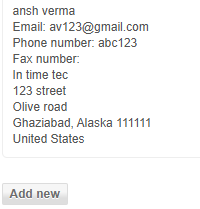 ansh verma
Email: av123@gmail.com
Phone number: abc123
Fax number:
In time tec
123 street
Olive road
Ghaziabad, Alaska 111111
United States
Add new